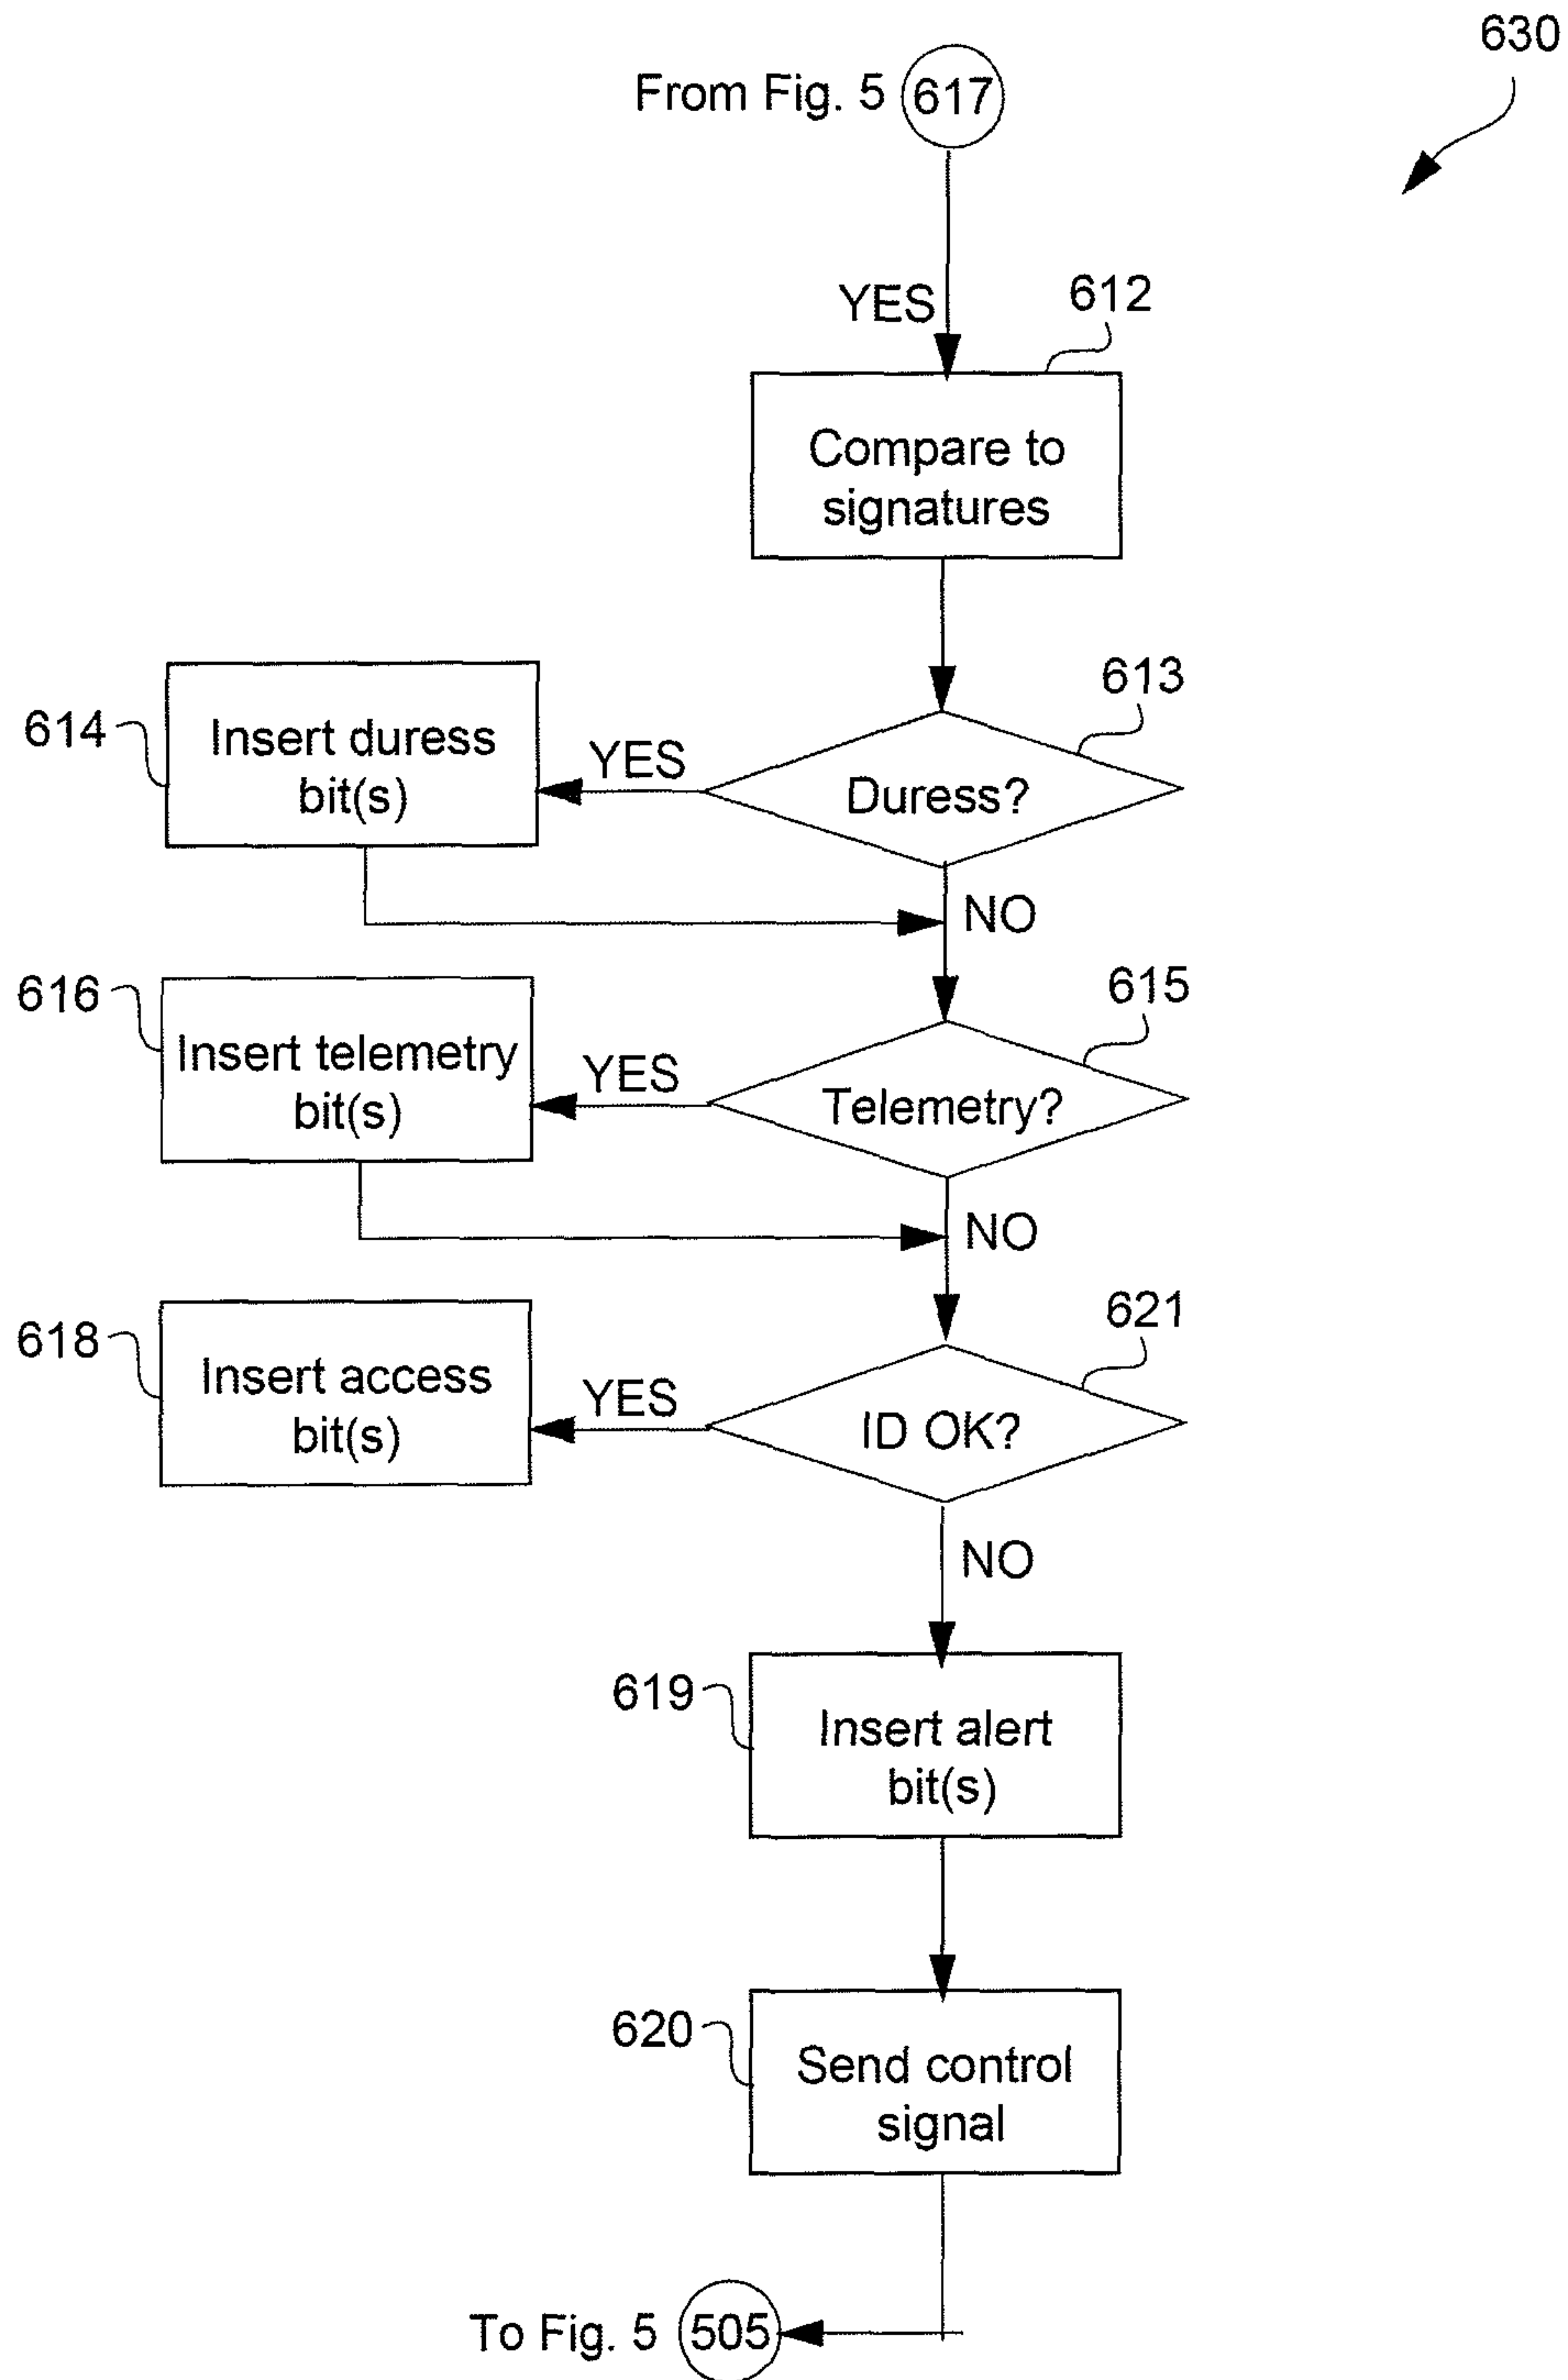 630
From Fig. 5 617
YES
612
Compare to
signatures
613
614
Insert duress
bit(s)
YES
Duress?
NO
616
615
Insert telemetry
bit(s)
YES
Telemetry?
NO
618
621
Insert access
bit(s)
YES
ID OK?
NO
619
Insert alert
bit(s)
620
Send control
signal
To Fig. 5 505